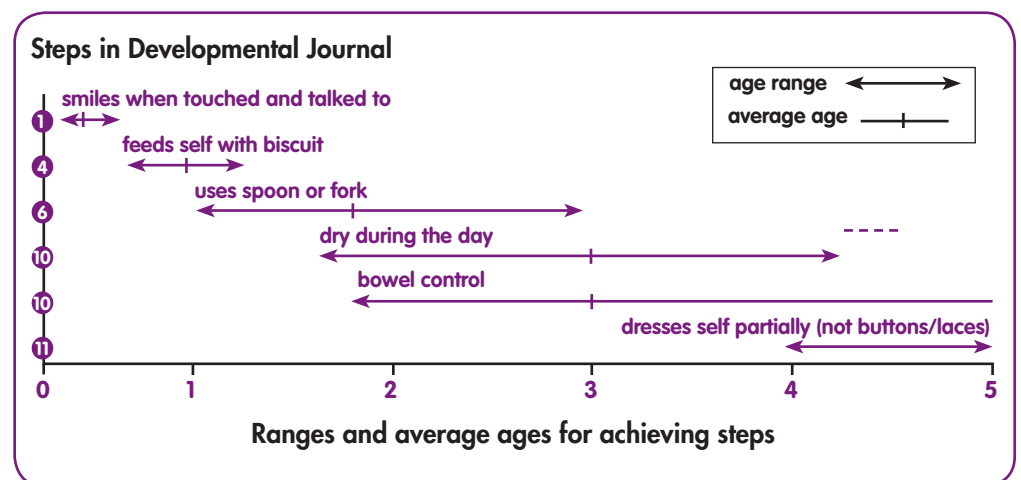 Steps in Developmental Journal
age range
average age
1 smiles when touched and talked to
4 feeds self with biscuit
6 uses spoon or fork
10 dry during the day
10 bowel control
11 dresses self partially (not buttons/laces)
0 1 2 3 4 5
Ranges and average ages for achieving steps